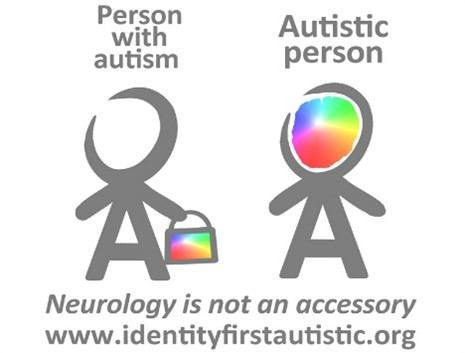 Person
with
autism
Autistic
person
Neurology is not an accessory
www.identityfirstautistic.org